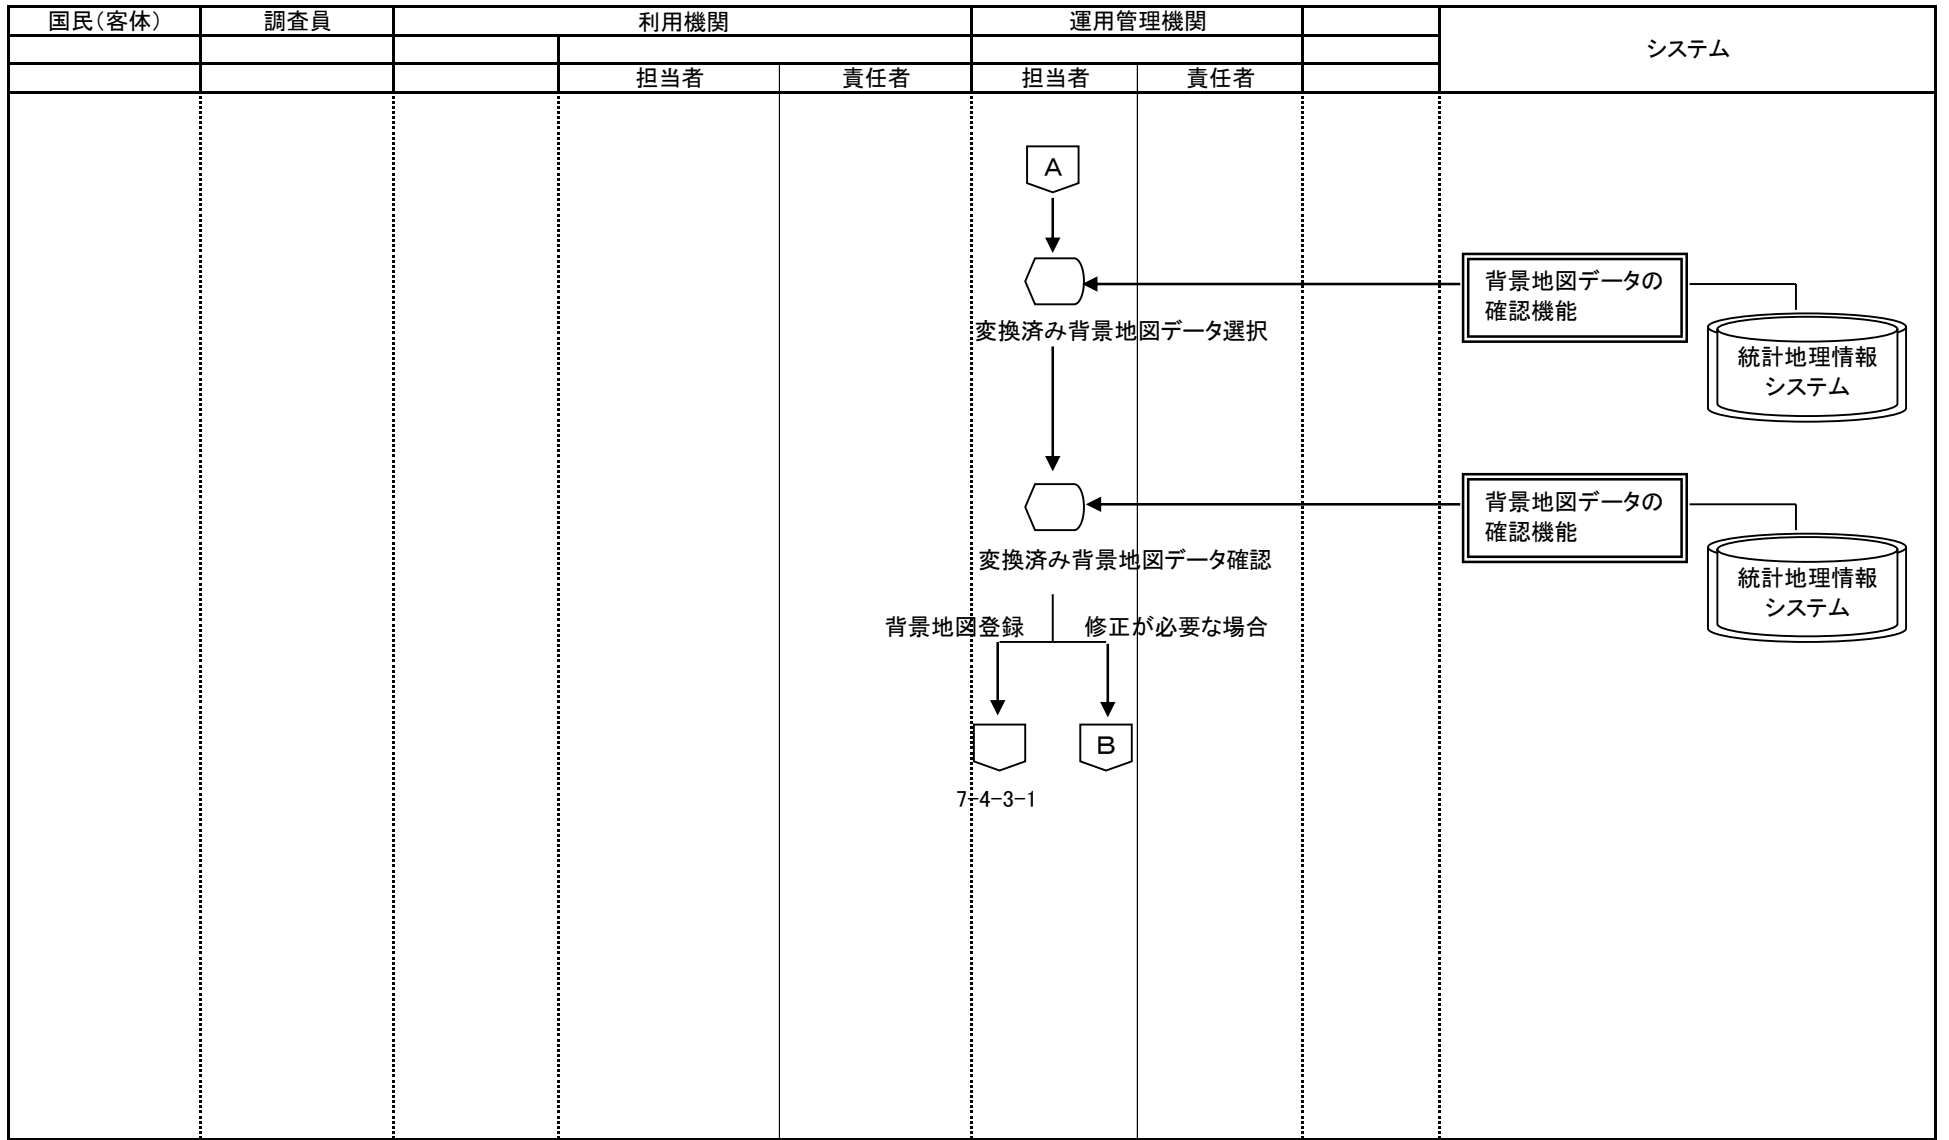 国民(客体)
調査員
利用機関
運用管理機関
システム
担当者
責任者
担当者
責任者
A
背景地図データの
確認機能
変換済み背景地図データ選択
統計地理情報
システム
背景地図データの
確認機能
変換済み背景地図データ確認
統計地理情報
システム
背景地図登録
修正が必要な場合
B
7-4-3-1